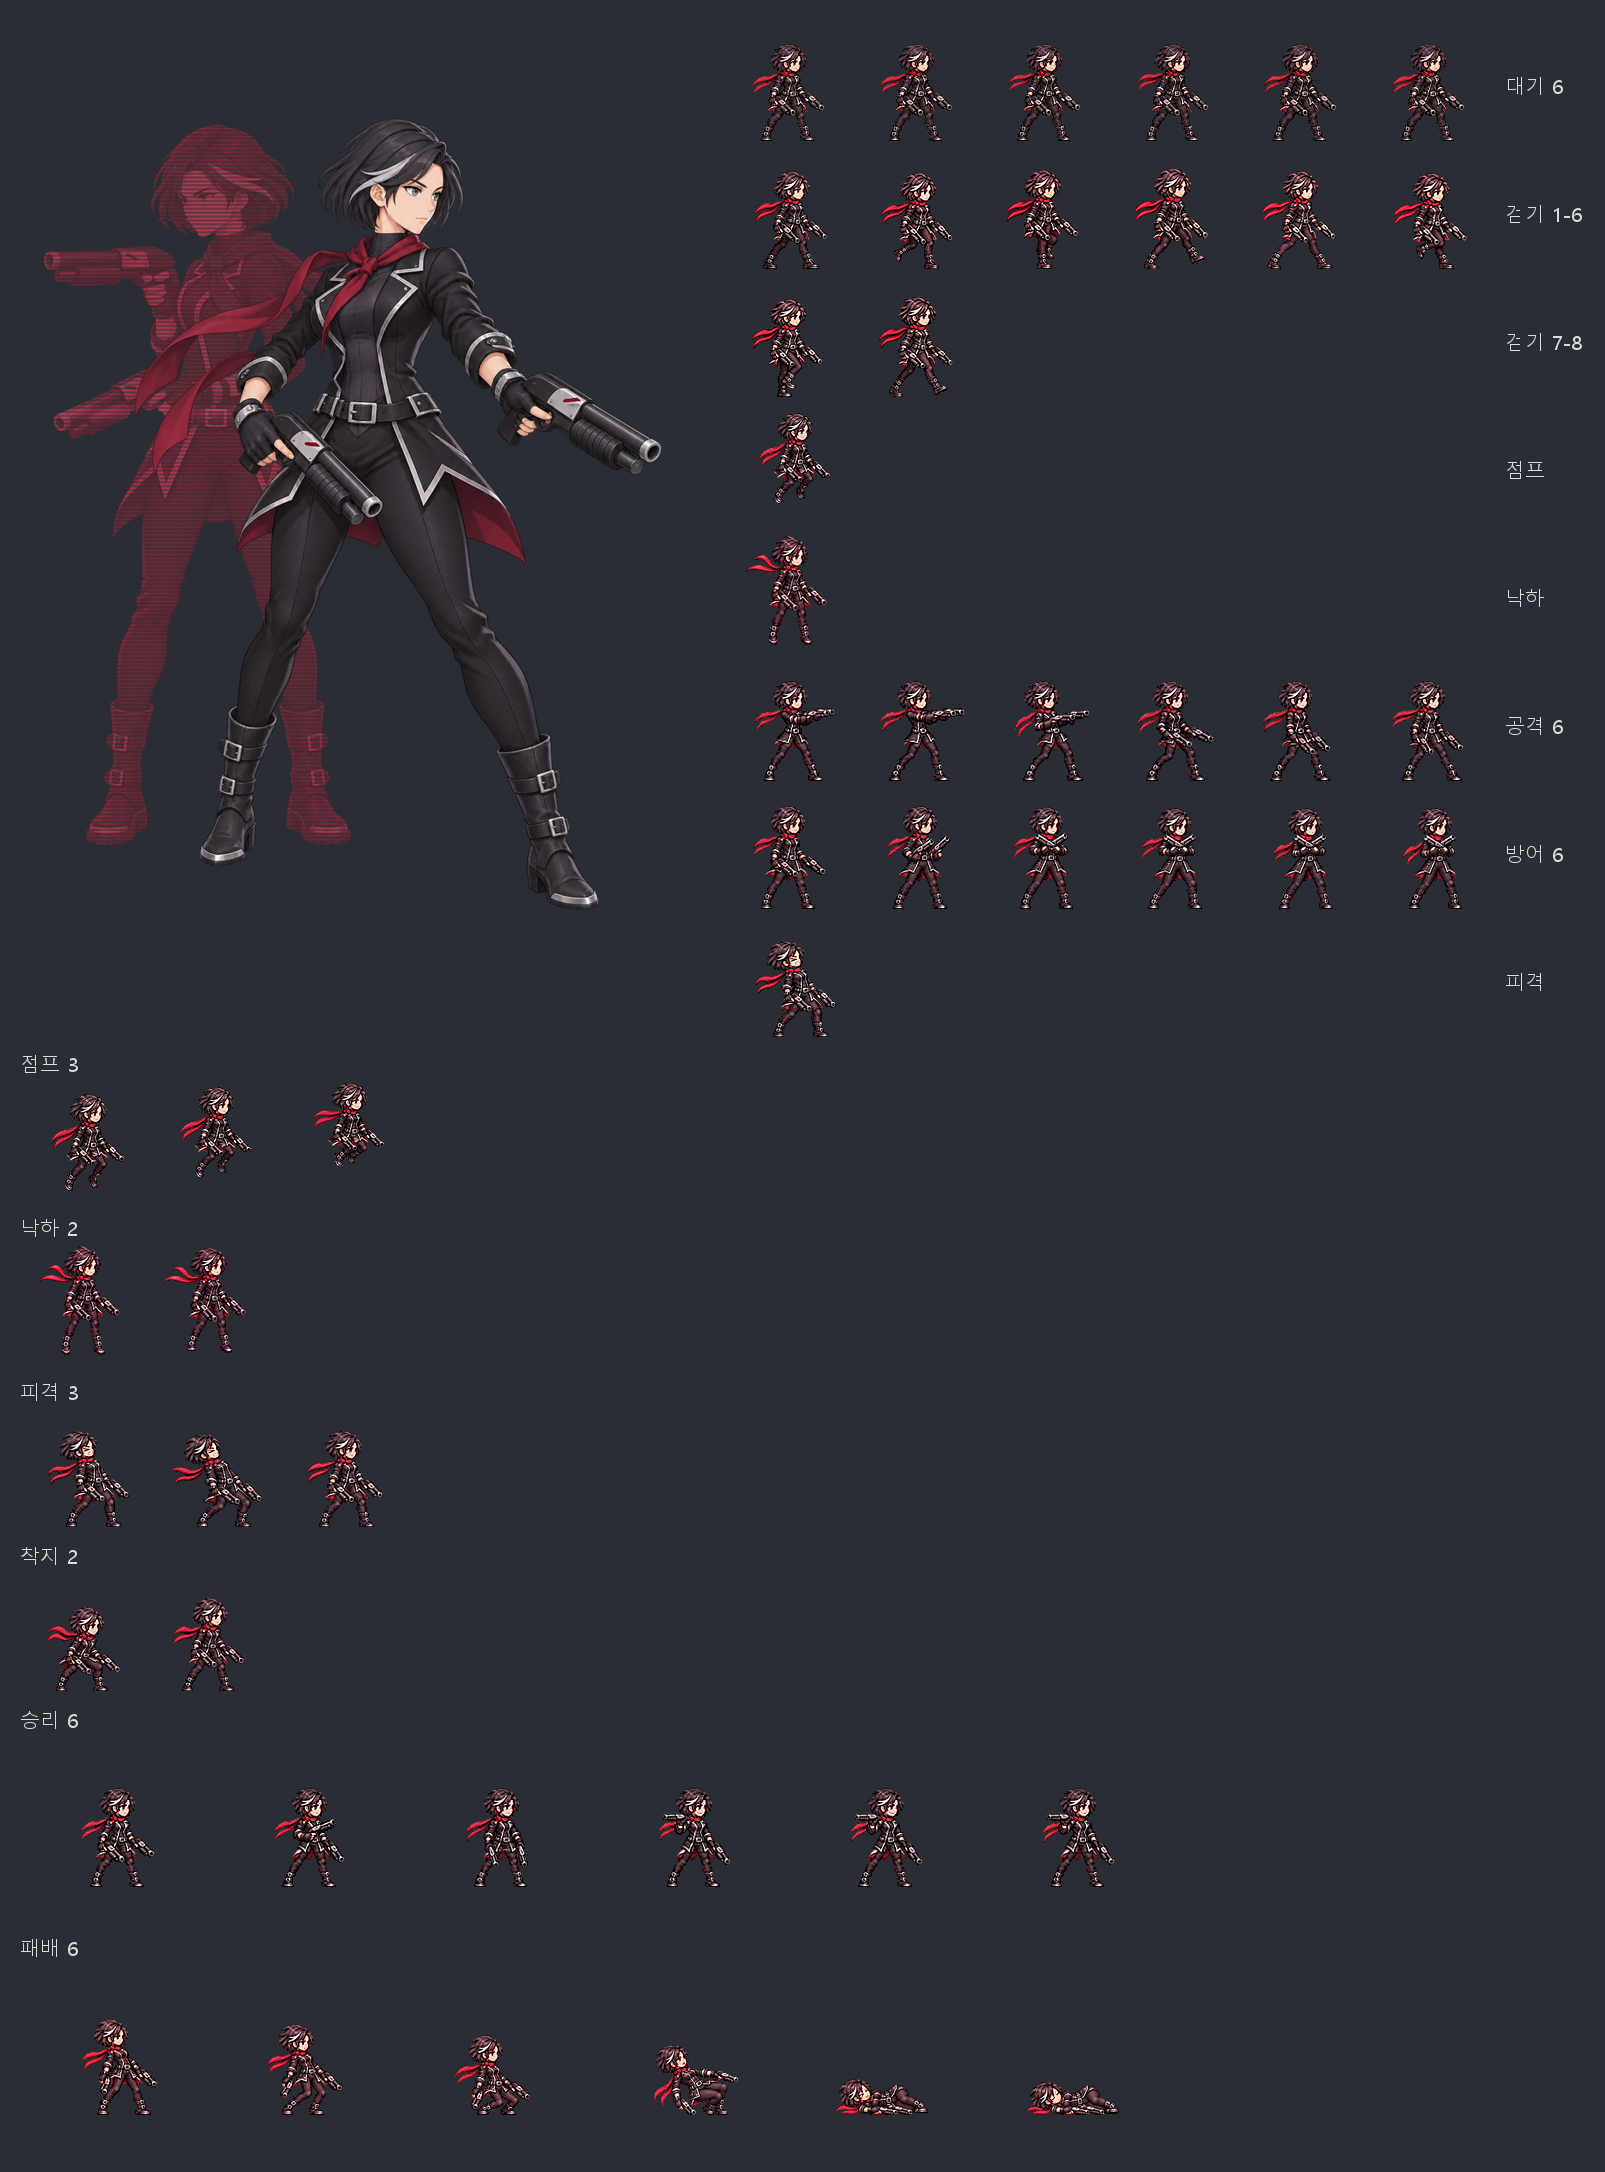 대기 6
걷기 1-6
걷기 7-8
점프
낙하
공격 6
방어 6
피격
점프 3
낙하 2
피격 3
착지 2
승리 6
패배 6